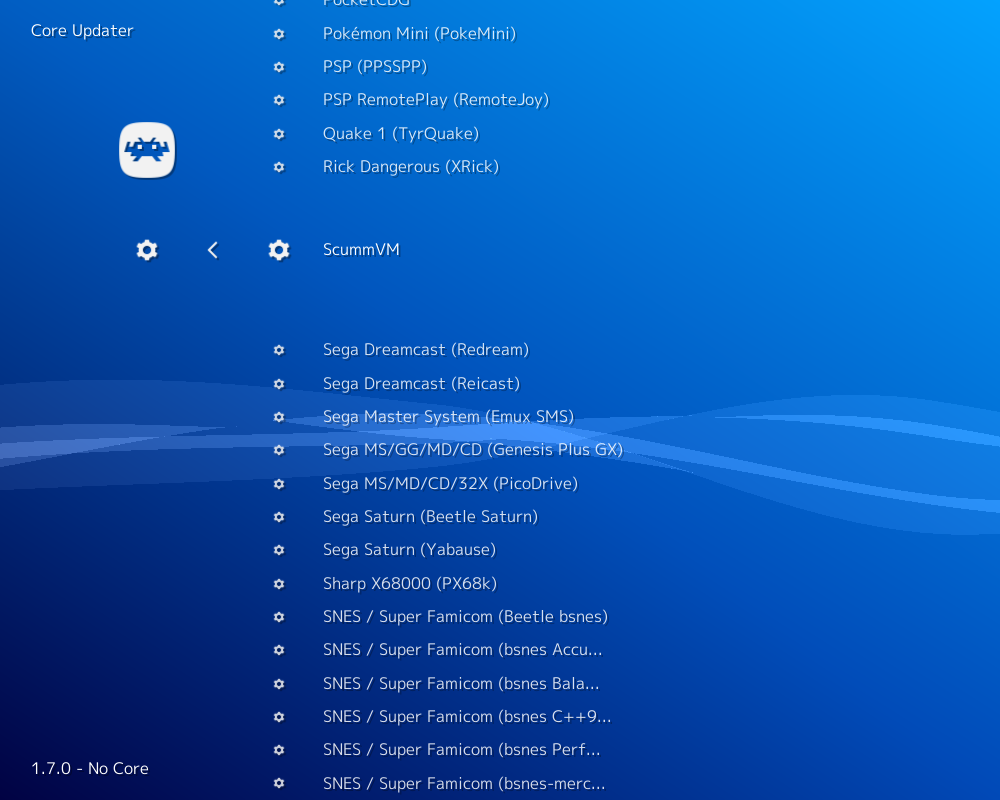 PocketCDG
Core Updater
Pokémon Mini (PokeMini)
PSP (PPSSPP)
PSP RemotePlay (RemoteJoy)
Quake 1 (TyrQuake)
Rick Dangerous (XRick)
ScummVM
Sega Dreamcast (Redream)
Sega Dreamcast (Reicast)
Sega Master System (Emux SMS)
Sega MS/GG/MD/CD (Genesis Plus GX)
Sega MS/MD/CD/32X (PicoDrive)
Sega Saturn (Beetle Saturn)
Sega Saturn (Yabause)
Sharp X68000 (PX68k)
SNES / Super Famicom (Beetle bsnes)
SNES / Super Famicom (bsnes Accu...
SNES / Super Famicom (bsnes Bala...
SNES / Super Famicom (bsnes C++9...
SNES / Super Famicom (bsnes Perf...
SNES / Super Famicom (bsnes-merc...
1.7.0 - No Core